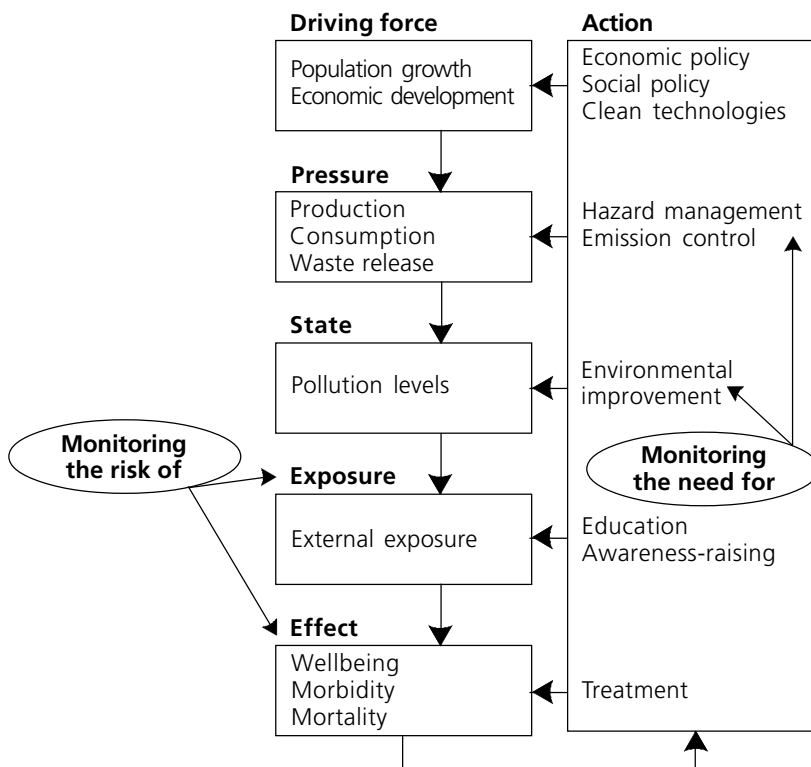 Driving force
Population growth
Economic development
Pressure
Production
Consumption
Waste release
State
Pollution levels
Monitoring
the risk of
Exposure
External exposure
Effect
Wellbeing
Morbidity
Mortality
Action
Economic policy
Social policy
Clean technologies
Hazard management
Emission control
Environmental
improvement
Monitoring
the need for
Education
Awareness-raising
Treatment